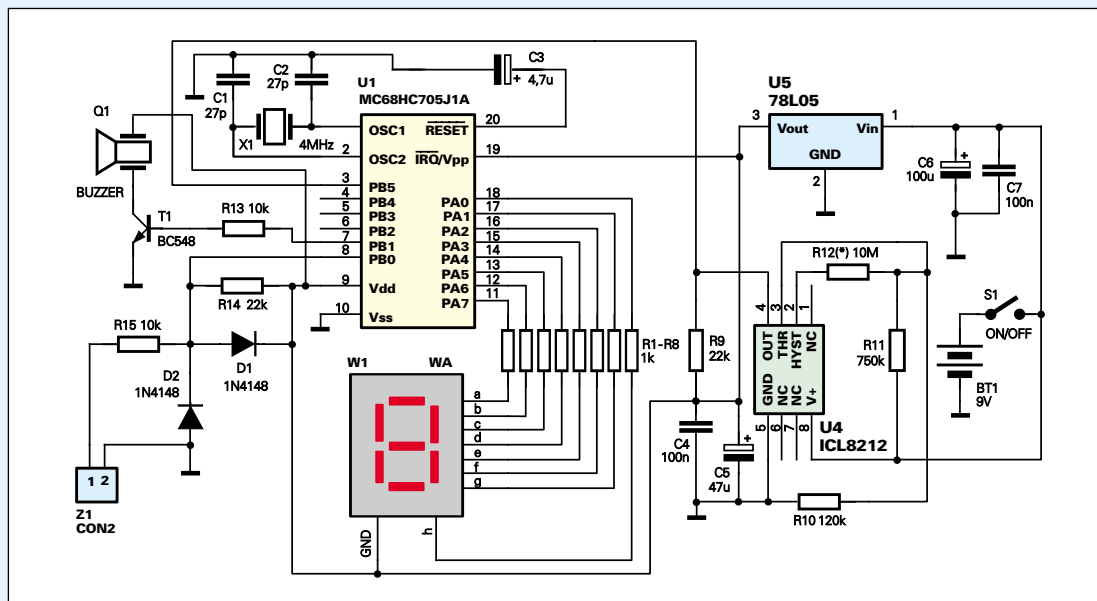 C3
4,7u
C2
27p
C1
27p
X1
4MHz
U1
MC68HC705J1A
OSC1
OSC2
PB5
PB4
PB3
PB2
PB1
PB0
Vdd
Vss
RESET
IRQ/Vpp
PA0
PA1
PA2
PA3
PA4
PA5
PA6
PA7
2
3
4
5
6
7
8
9
10
20
19
18
17
16
15
14
13
12
11
Q1
BUZZER
T1
BC548
R13 10k
R14 22k
R15 10k
D1
1N4148
D2
1N4148
1 2
Z1
CON2
W1
WA
a
b
c
d
e
f
g
h
GND
R1-R8
1k
U5
78L05
3
Vout
Vin
1
GND
2
C6
100u
+
C7
100n
R12(*) 10M
4
3
2
1
OUT
THR
HYST
NC
GND
NC
NC
V+
5
6
7
8
U4
ICL8212
R9
22k
R11
750k
S1
ON/OFF
BT1
9V
C4
100n
C5
47u
+
R10 120k
+